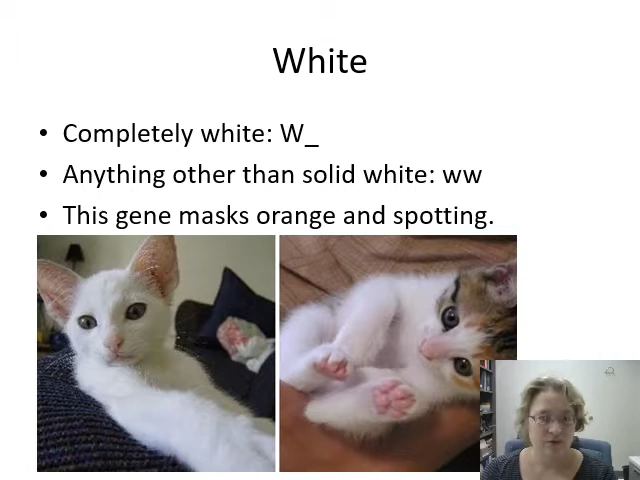 White
• Completely white: W_
• Anything other than solid white: ww
• This gene masks orange and spotting.